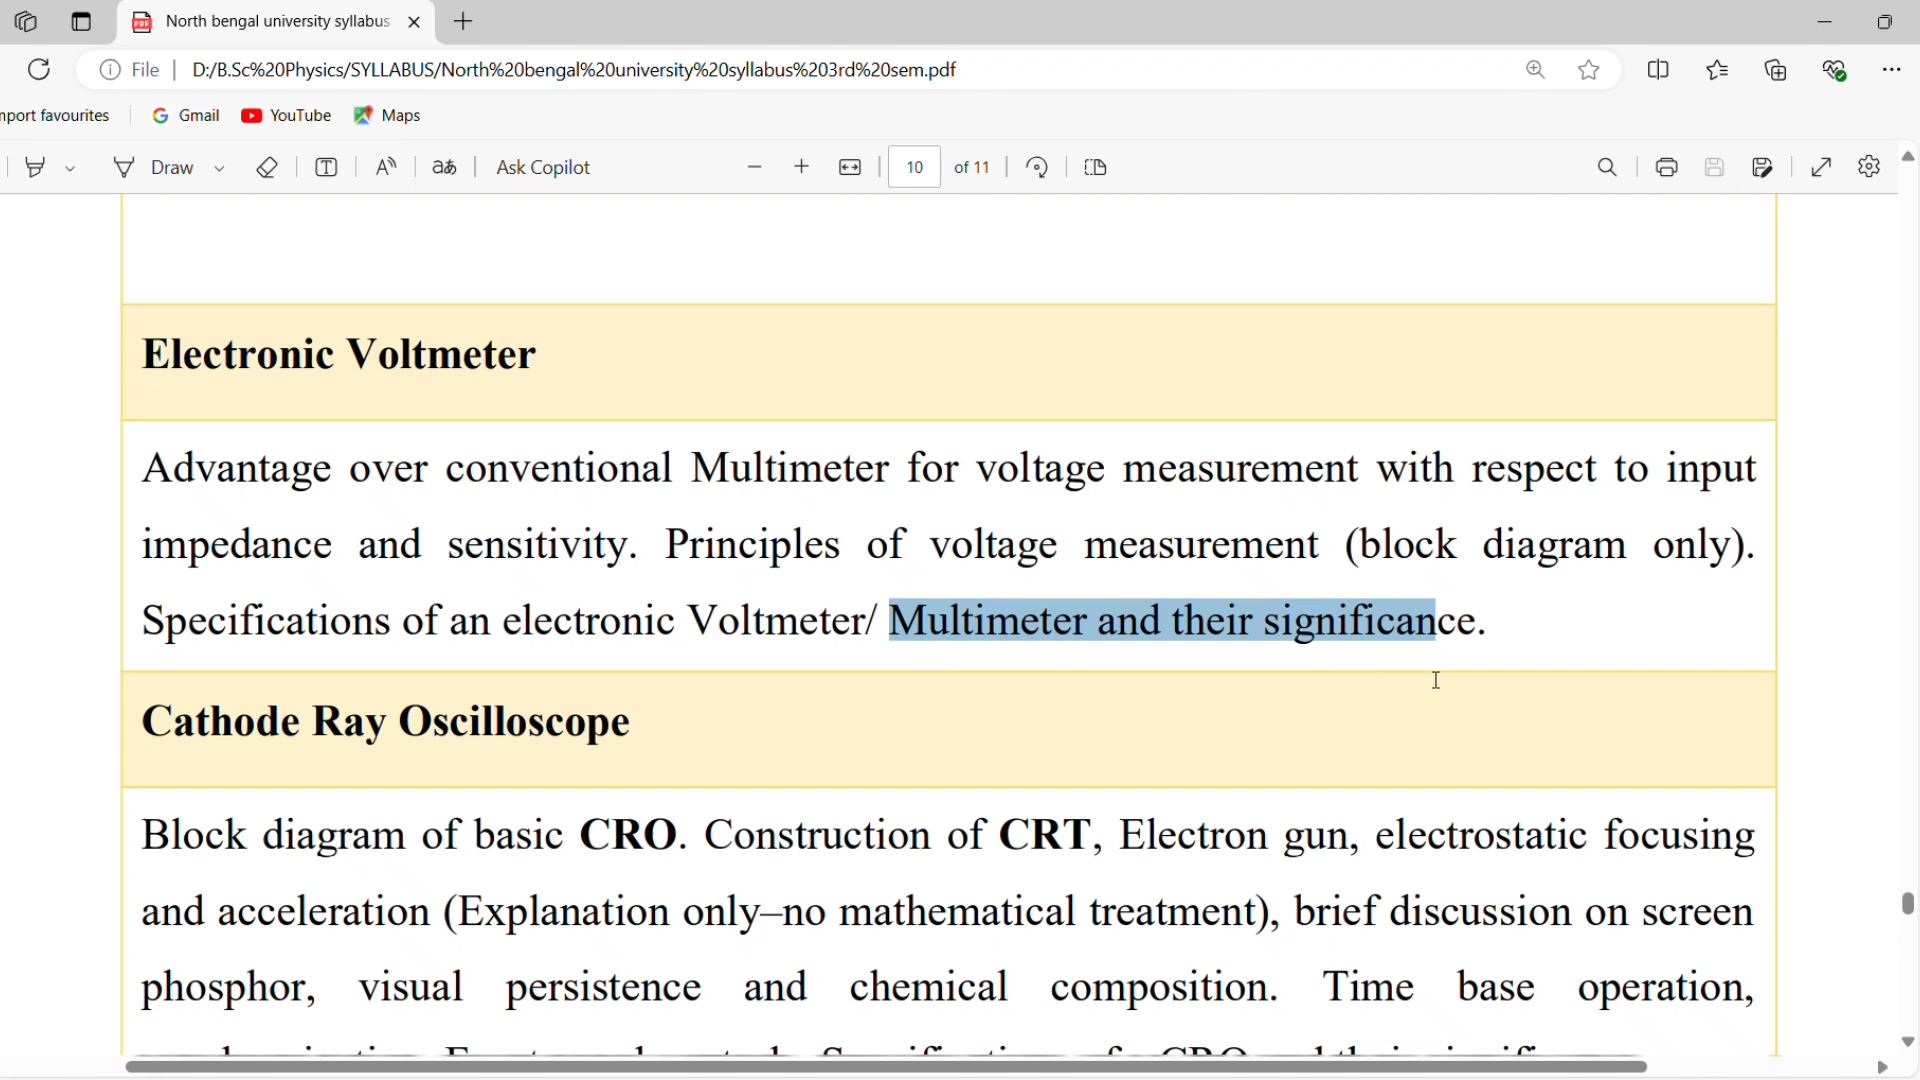 North bengal university syllabus
File
D:/B.Sc%20Physics/SYLLABUS/North%20bengal%20university%20syllabus%203rd%20sem.pdf
mport favourites
Gmail
YouTube
Maps
Draw
Ask Copilot
10 of 11
Electronic Voltmeter
Advantage over conventional Multimeter for voltage measurement with respect to input
impedance and sensitivity. Principles of voltage measurement (block diagram only).
Specifications of an electronic Voltmeter/ Multimeter and their significance.
Cathode Ray Oscilloscope
Block diagram of basic CRO. Construction of CRT, Electron gun, electrostatic focusing
and acceleration (Explanation only–no mathematical treatment), brief discussion on screen
phosphor, visual persistence and chemical composition. Time base operation,